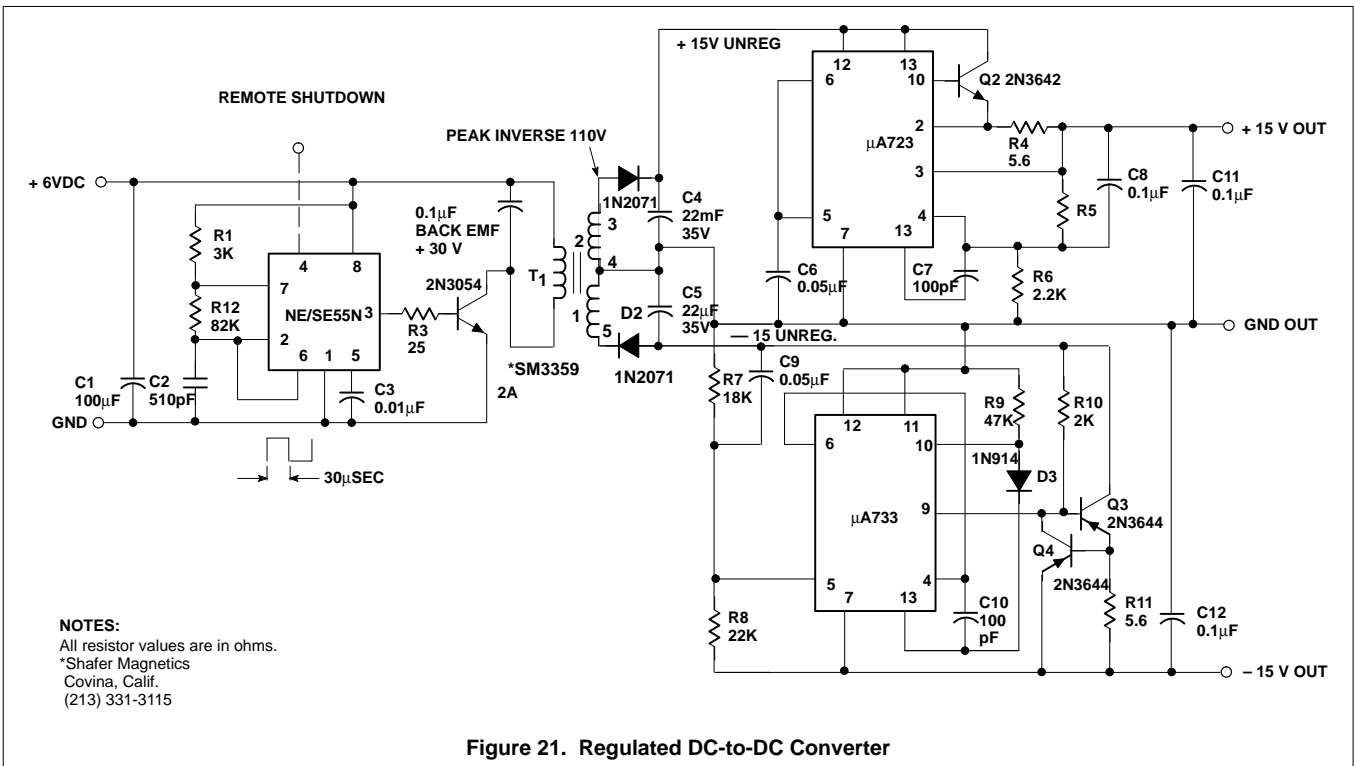 REMOTE SHUTDOWN
+ 6VDC
R1
3K
R12
82K
4
8
7
2
NE/SE55N
3
6
1
5
C1
100μF
C2
510pF
C3
0.01μF
GND
30μSEC
R3
25
2N3054
2A
0.1μF
BACK EMF
+ 30 V
PEAK INVERSE 110V
T1
2
3
4
1
5
*SM3359
1N2071
D2
1N2071
C4
22mF
35V
C5
22μF
35V
+ 15V UNREG
— 15 UNREG.
12
13
6
10
2
μA723
3
5
4
7
13
Q2 2N3642
R4
5.6
R5
C8
0.1μF
C11
0.1μF
+ 15 V OUT
C6
0.05μF
C7
100pF
R6
2.2K
GND OUT
R7
18K
C9
0.05μF
R8
22K
12
11
6
10
μA733
9
5
4
7
13
R9
47K
R10
2K
1N914
D3
Q3
2N3644
Q4
2N3644
C10
100
pF
R11
5.6
C12
0.1μF
– 15 V OUT
NOTES:
All resistor values are in ohms.
*Shafer Magnetics
Covina, Calif.
(213) 331-3115
Figure 21. Regulated DC-to-DC Converter